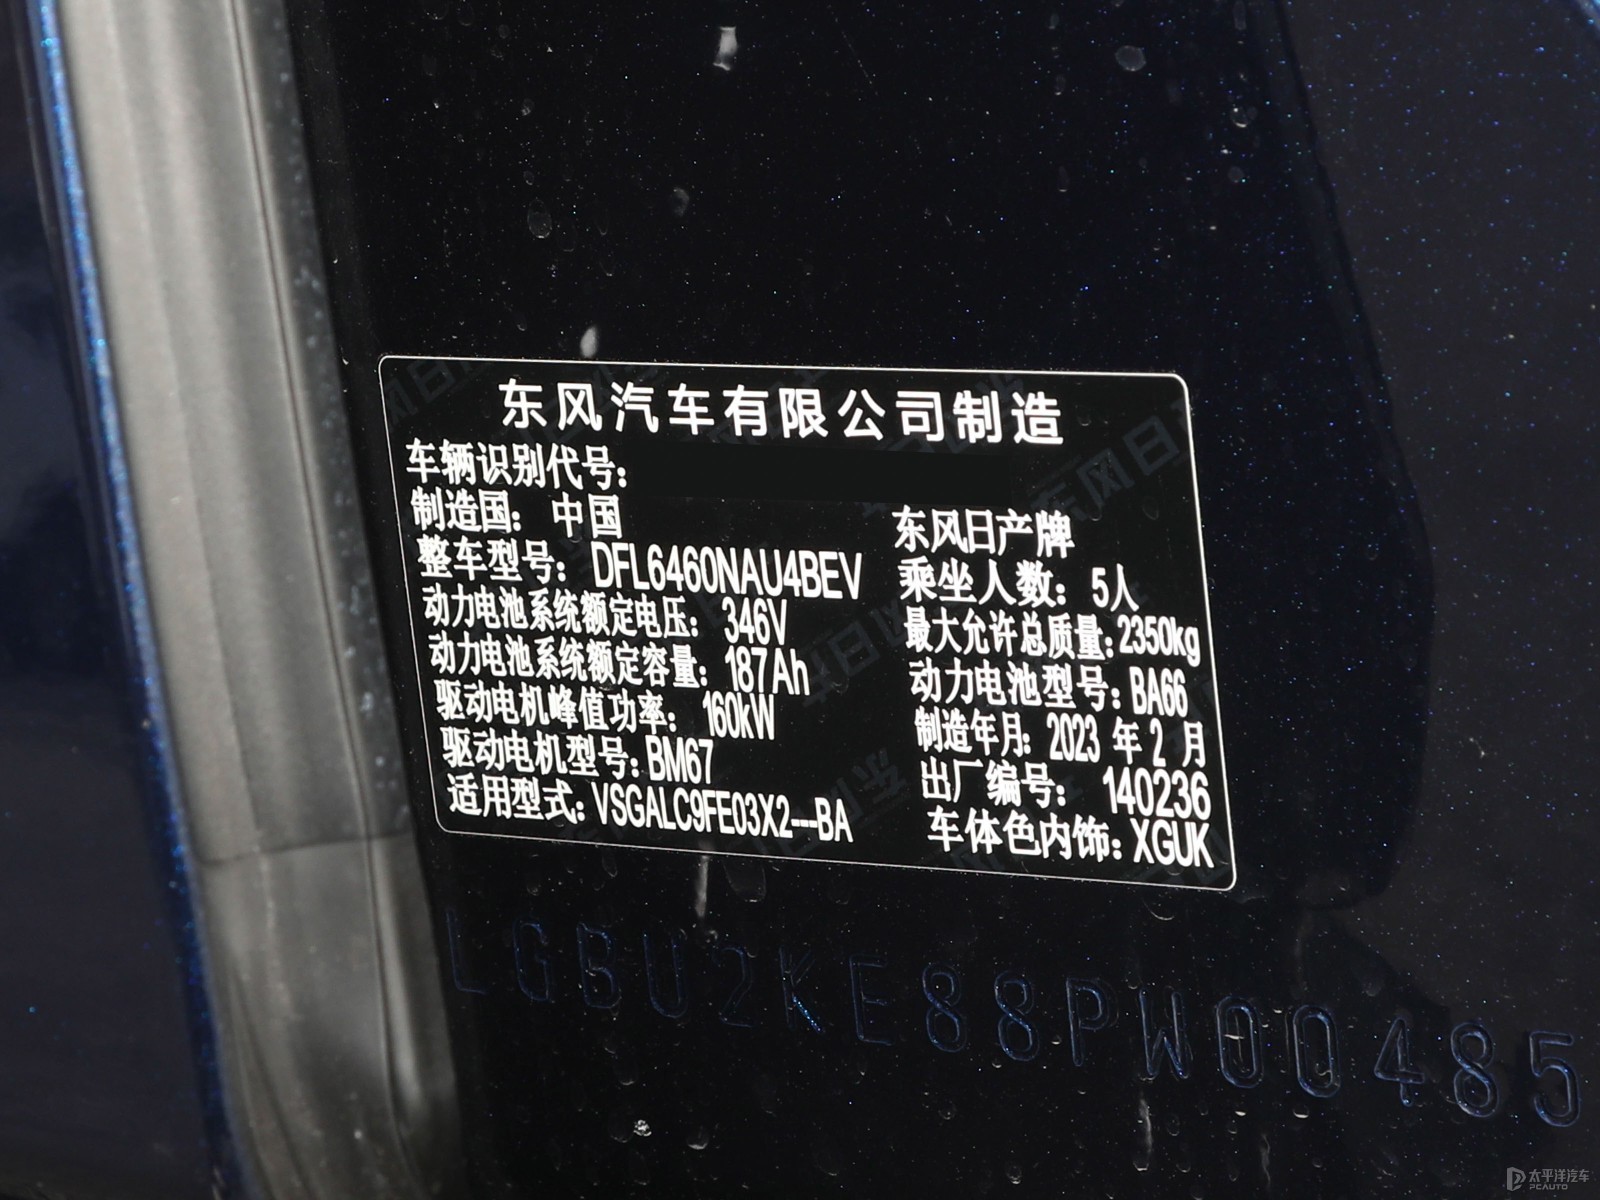 东风汽车有限公司制造
车辆识别代号:
制造国: 中国 东风日产牌
整车型号: DFL6460NAU4BEV 乘坐人数: 5人
动力电池系统额定电压: 346V 最大允许总质量: 2350kg
动力电池系统额定容量: 187Ah 动力电池型号: BA66
驱动电机峰值功率: 160kW 制造年月: 2023 年 2 月
驱动电机型号: BM67 出厂编号: 140236
适用型式: VSGALC9FE03X2---BA 车体色内饰: XGUK
LGBU2KE88PW00485
太平洋汽车
PCAUTO